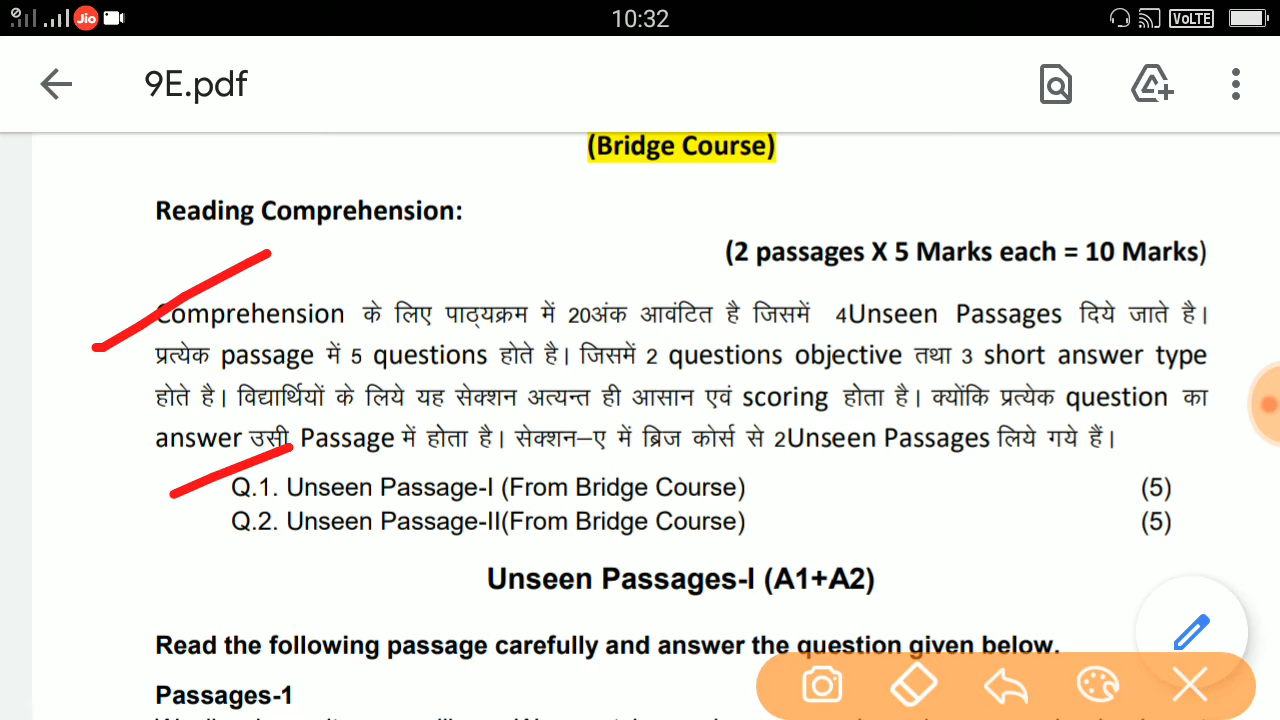 Jio 10:32 VoLTE
9E.pdf
(Bridge Course)
Reading Comprehension:
(2 passages X 5 Marks each = 10 Marks)
Comprehension के लिए पाठ्यक्रम में 20अंक आवंटित है जिसमें 4Unseen Passages दिये जाते है।
प्रत्येक passage में 5 questions होते है। जिसमें 2 questions objective तथा 3 short answer type
होते है। विद्यार्थियों के लिये यह सेक्शन अत्यन्त ही आसान एवं scoring होता है। क्योंकि प्रत्येक question का
answer उसी Passage में होता है। सेक्शन–ए में ब्रिज कोर्स से 2Unseen Passages लिये गये हैं।
Q.1. Unseen Passage-I (From Bridge Course) (5)
Q.2. Unseen Passage-II(From Bridge Course) (5)
Unseen Passages-I (A1+A2)
Read the following passage carefully and answer the question given below.
Passages-1